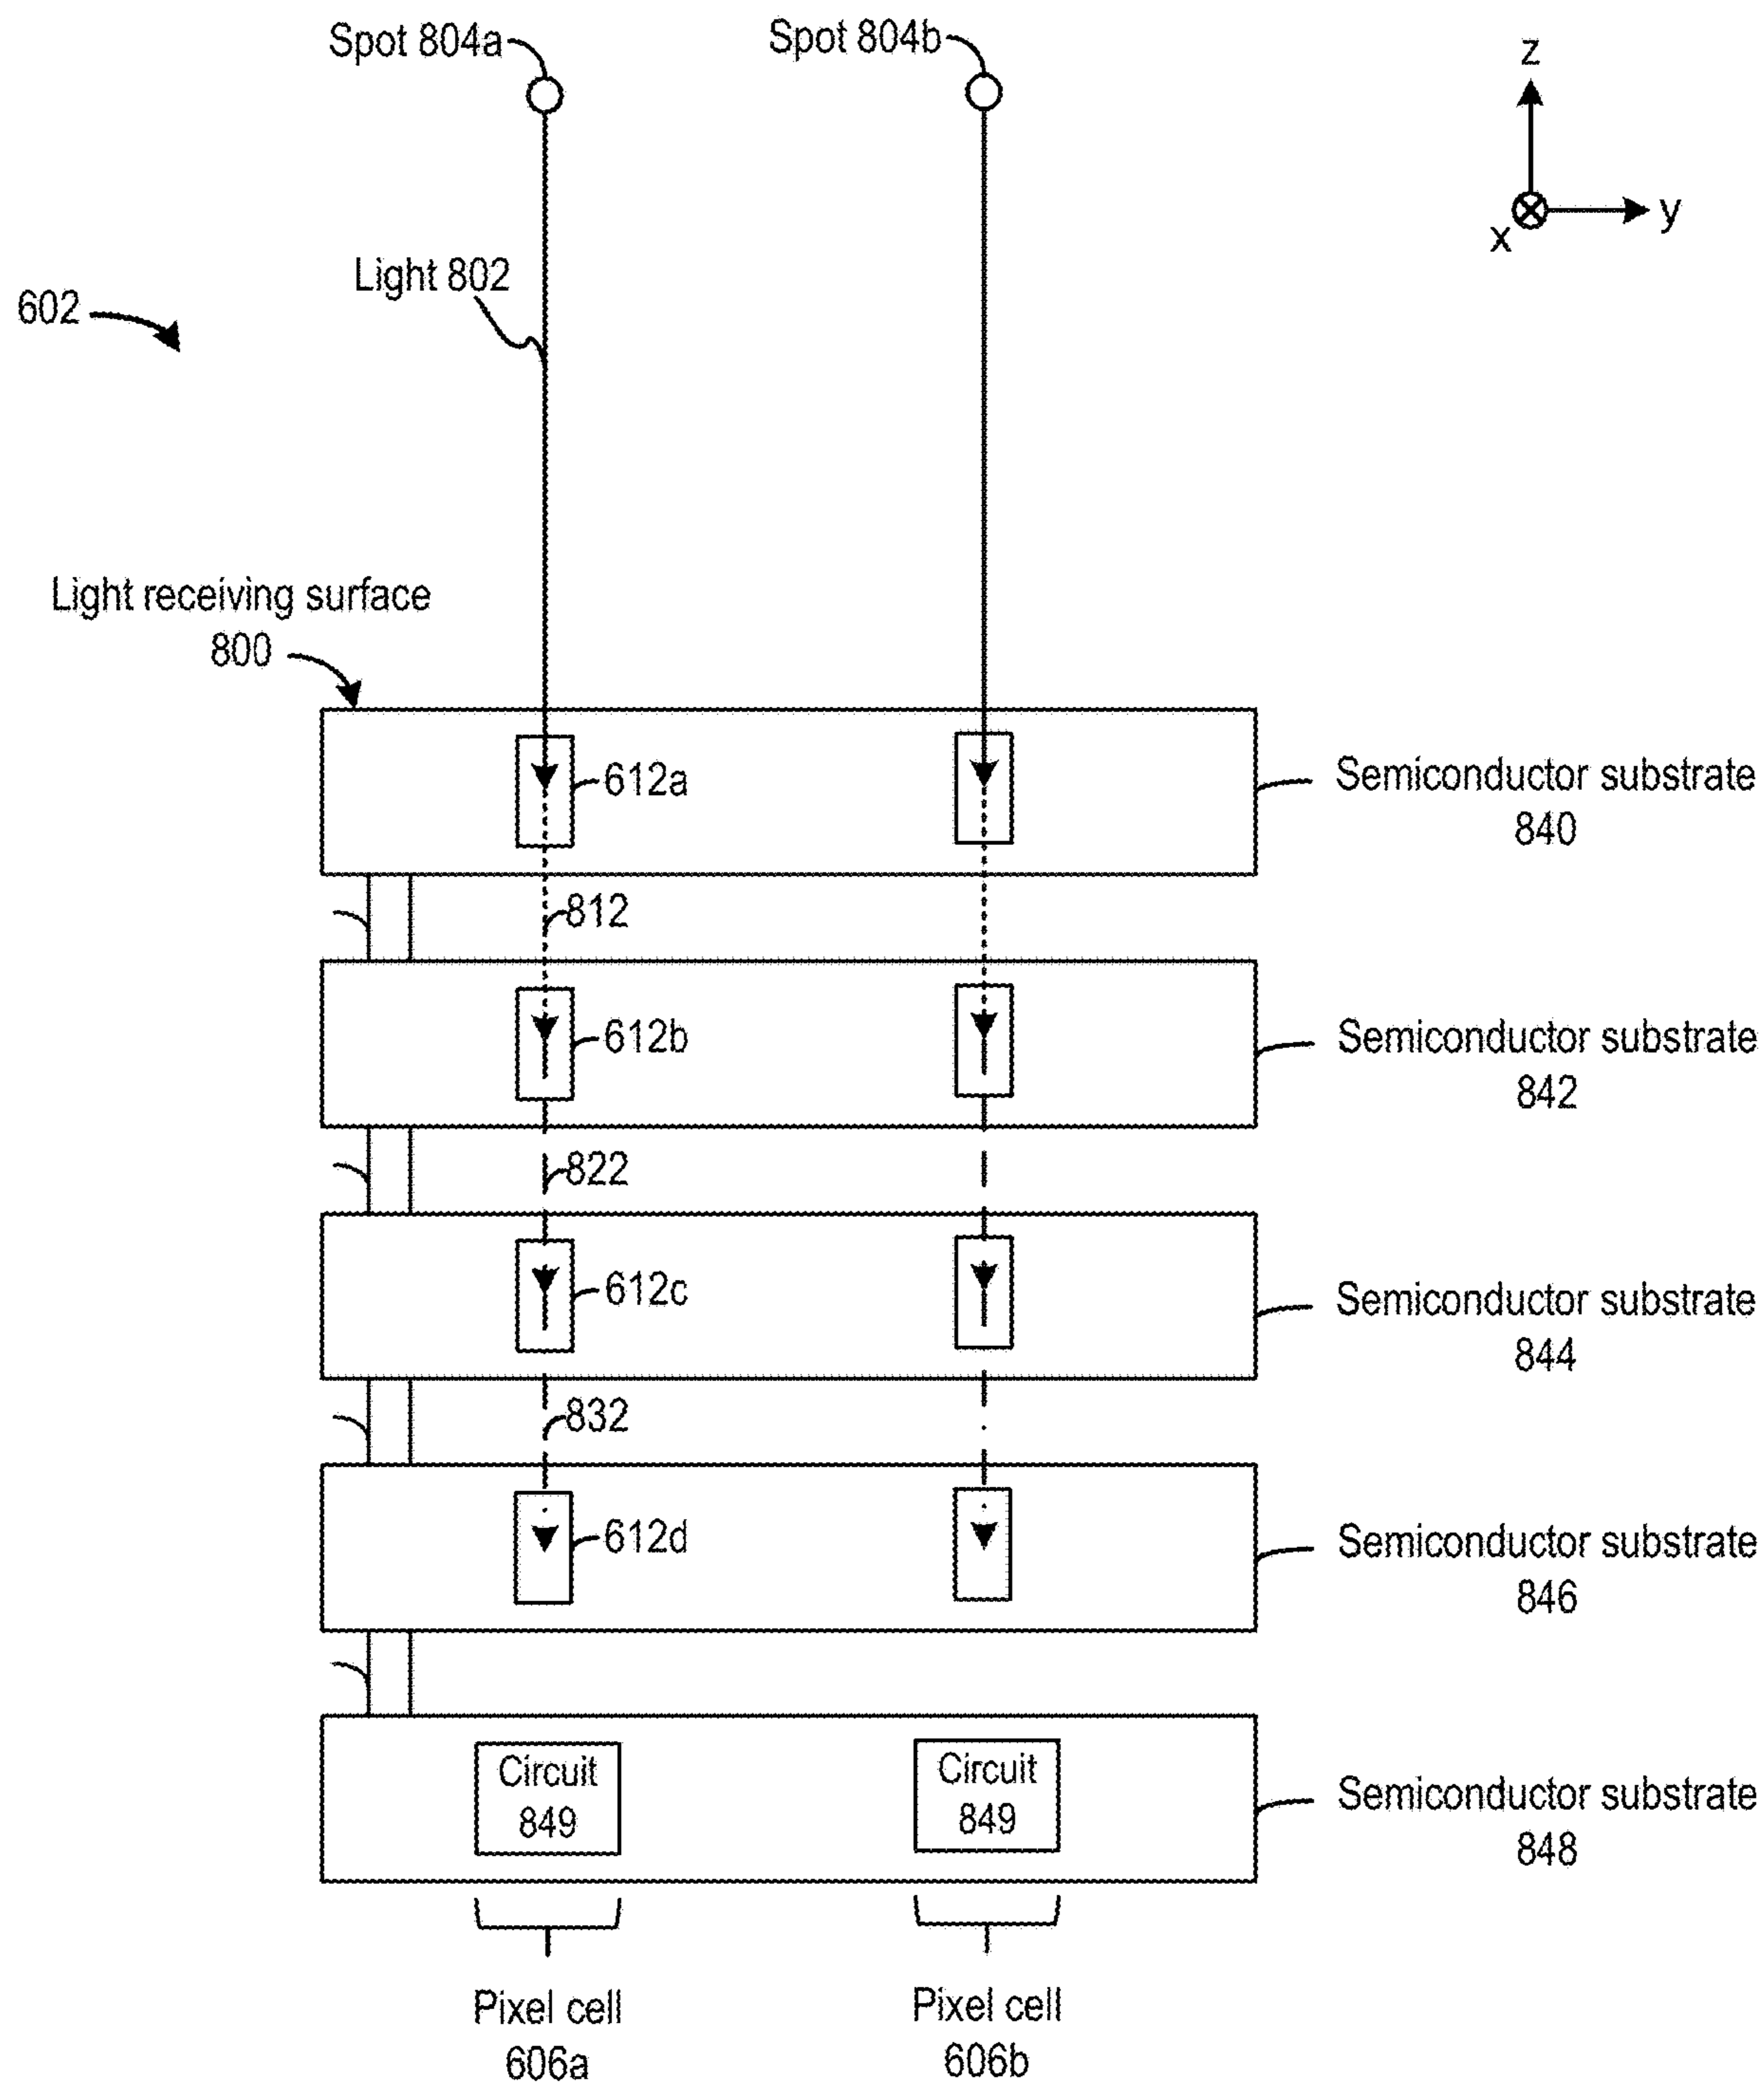 Spot 804a
Spot 804b
z
y
x
Light 802
602
Light receiving surface
800
612a
Semiconductor substrate
840
812
612b
Semiconductor substrate
842
822
612c
Semiconductor substrate
844
832
612d
Semiconductor substrate
846
Circuit
849
Circuit
849
Semiconductor substrate
848
Pixel cell
606a
Pixel cell
606b